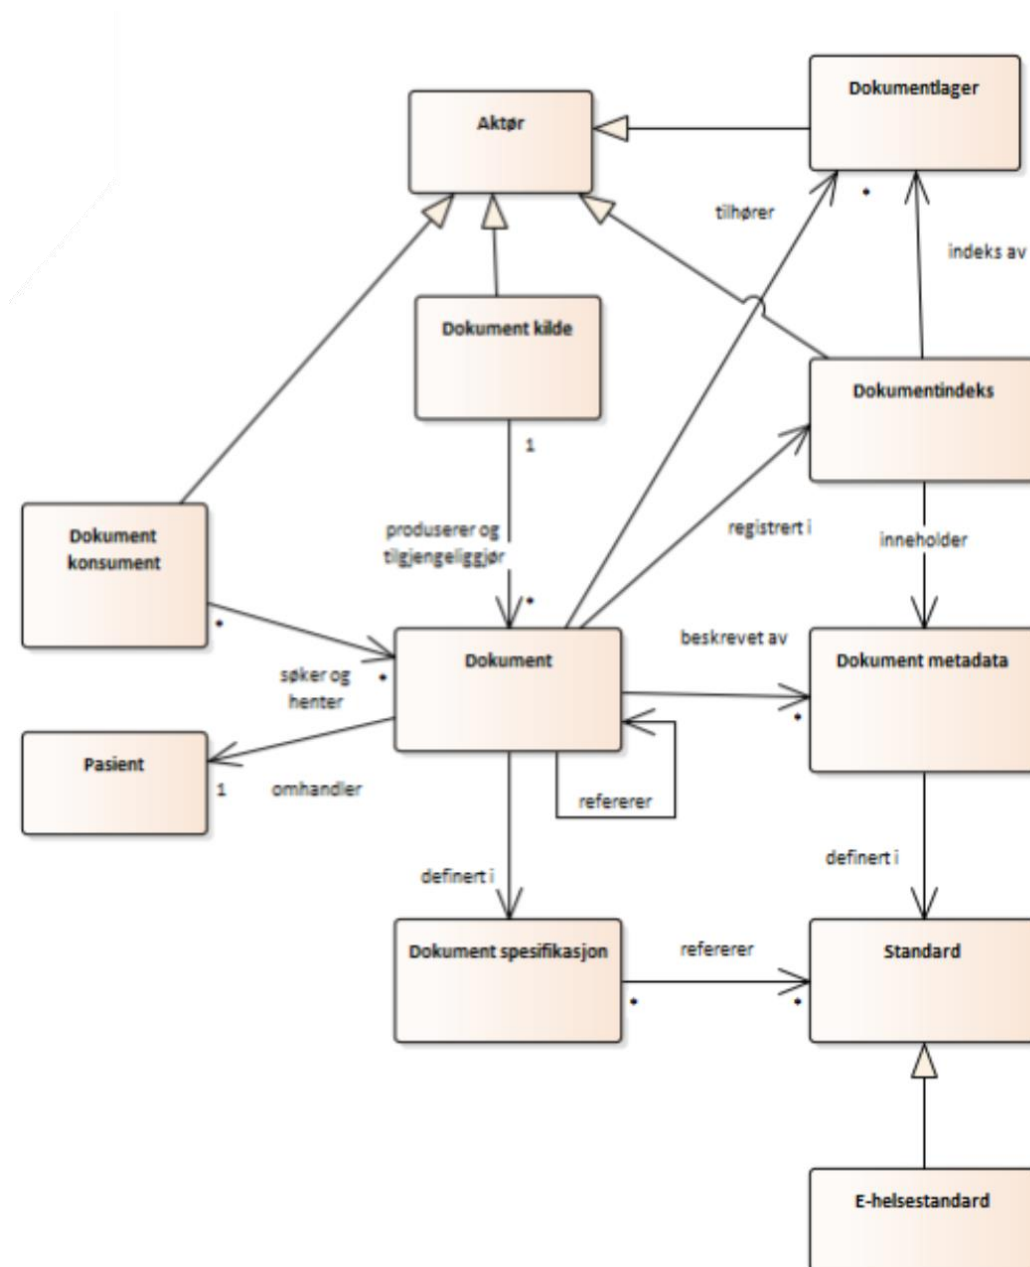 Dokumentlager
Aktør
tilhører
*
indeks av
Dokument kilde
Dokumentindeks
1
produserer og
tilgjengeliggjør
registrert i
inneholder
Dokument
konsument
*
*
søker og
henter
*
Dokument
beskrevet av
*
Dokument metadata
Pasient
1
omhandler
refererer
definert i
definert i
Dokument spesifikasjon
refererer
*
*
Standard
E-helsestandard